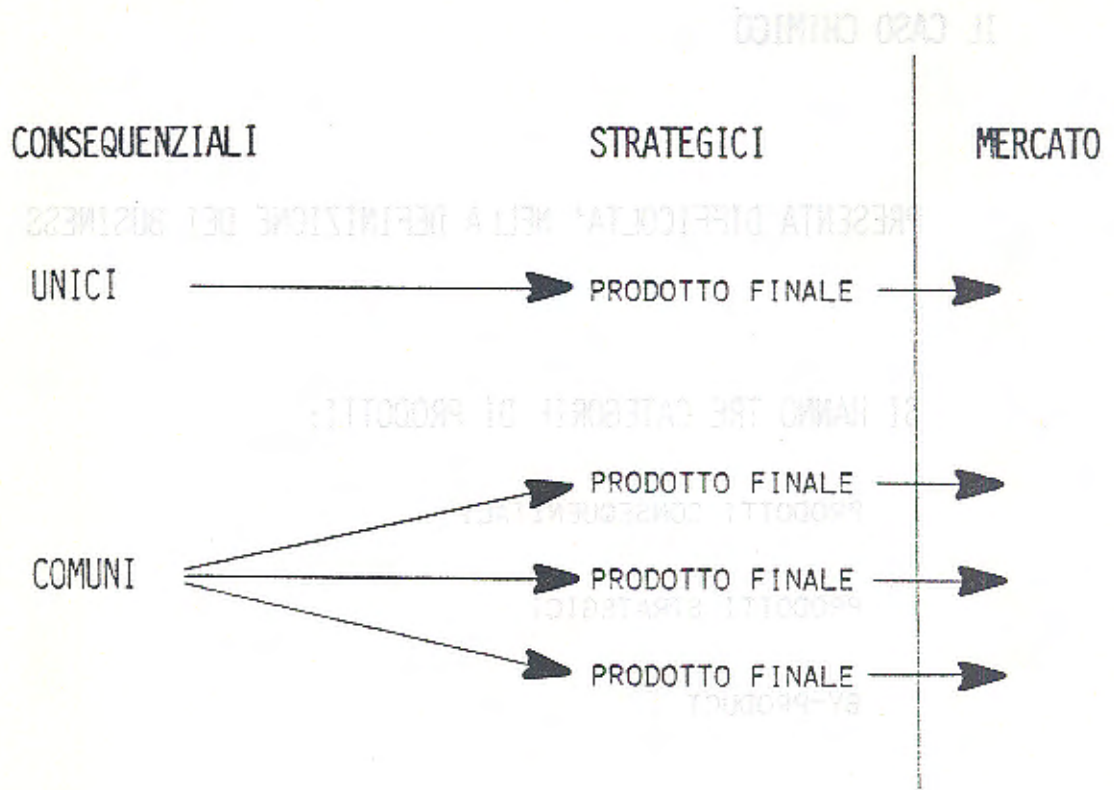 IL CASO CHIMICO
CONSEQUENZIALI STRATEGICI MERCATO
PRESENTA DIFFICOLTA' NELLA DEFINIZIONE DEI BUSINESS
UNICI PRODOTTO FINALE
SI HANNO TRE CATEGORIE DI PRODOTTI:
PRODOTTO FINALE
PRODOTTI CONSEQUENZIALI
COMUNI PRODOTTO FINALE
PRODOTTI STRATEGICI
PRODOTTO FINALE
BY-PRODUCT